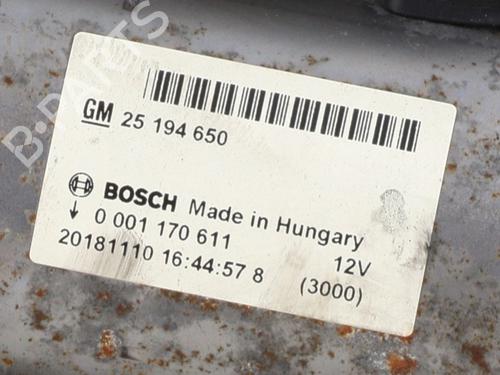 GM 25 194 650
BOSCH Made in Hungary
0 001 170 611 12V
20181110 16:44:57 8 (3000)
B-PARTS